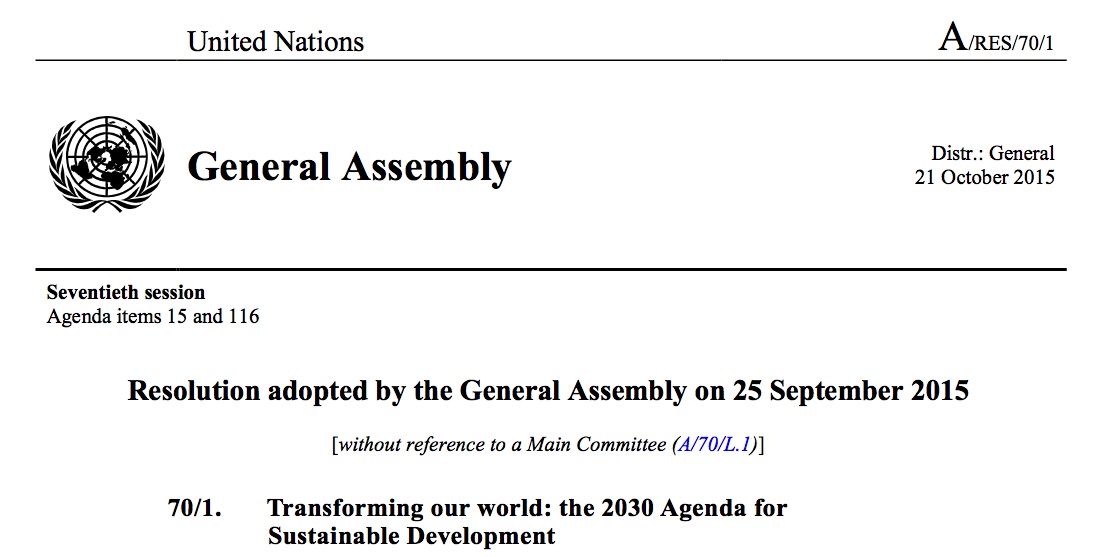 United Nations
A/RES/70/1
General Assembly
Distr.: General
21 October 2015
Seventieth session
Agenda items 15 and 116
Resolution adopted by the General Assembly on 25 September 2015
[without reference to a Main Committee (A/70/L.1)]
70/1. Transforming our world: the 2030 Agenda for
Sustainable Development